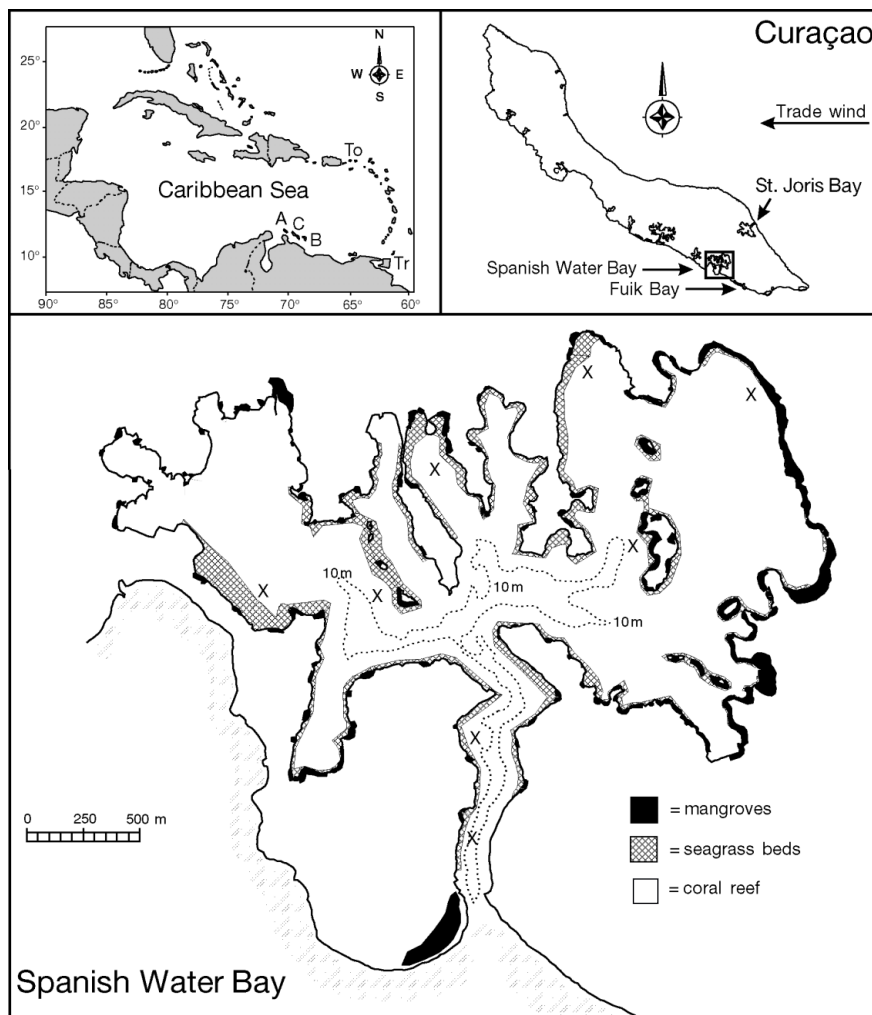 N
W E
S
25°
20°
15°
10°
90° 85° 80° 75° 70° 65° 60°
Caribbean Sea
To
A
C
B
Tr
Curaçao
Trade wind
St. Joris Bay
Spanish Water Bay
Fuik Bay
X
X
X
X
X
X
X
X
10m
10m
10m
0 250 500 m
= mangroves
= seagrass beds
= coral reef
Spanish Water Bay